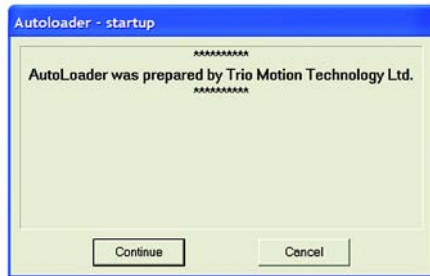 Autoloader - startup
**********
AutoLoader was prepared by Trio Motion Technology Ltd.
**********
Continue
Cancel